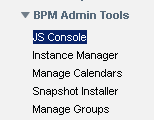 BPM Admin Tools
JS Console
Instance Manager
Manage Calendars
Snapshot Installer
Manage Groups